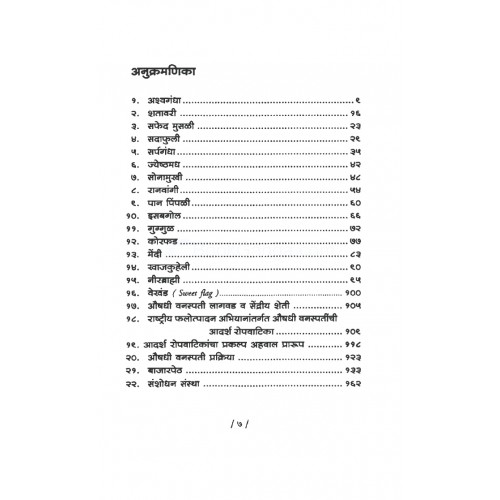 अनुक्रमणिका
१. अश्वगंधा ................................................ ९
२. शतावरी ................................................ १६
३. सफेद मुसळी ................................................ २३
४. सदाफुली ................................................ २९
५. सर्पगंधा ................................................ ३५
६. ज्येष्ठमध ................................................ ४२
७. सोनामुखी ................................................ ४८
८. रानवांगी ................................................ ५४
९. पान पिंपळी ................................................ ६०
१०. इसबगोल ................................................ ६६
११. गुग्गुळ ................................................ ७२
१२. कोरफड ................................................ ७७
१३. मेंदी ................................................ ८३
१४. खाजकुहेली ................................................ ९०
१५. नीरब्राह्मी ................................................ ९५
१६. वेखंड ( Sweet flag ) ................................ १००
१७. औषधी वनस्पती लागवड व सेंद्रीय शेती ............ १०५
१८. राष्ट्रीय फलोत्पादन अभियानांतर्गत औषधी वनस्पतींची
आदर्श रोपवाटिका ................................ १०९
१९. आदर्श रोपवाटिकांचा प्रकल्प अहवाल प्रारूप ........ ११८
२०. औषधी वनस्पती प्रक्रिया ................................ १२३
२१. बाजारपेठ ................................................ १३३
२२. संशोधन संस्था ................................................ १६२
/ ७ /